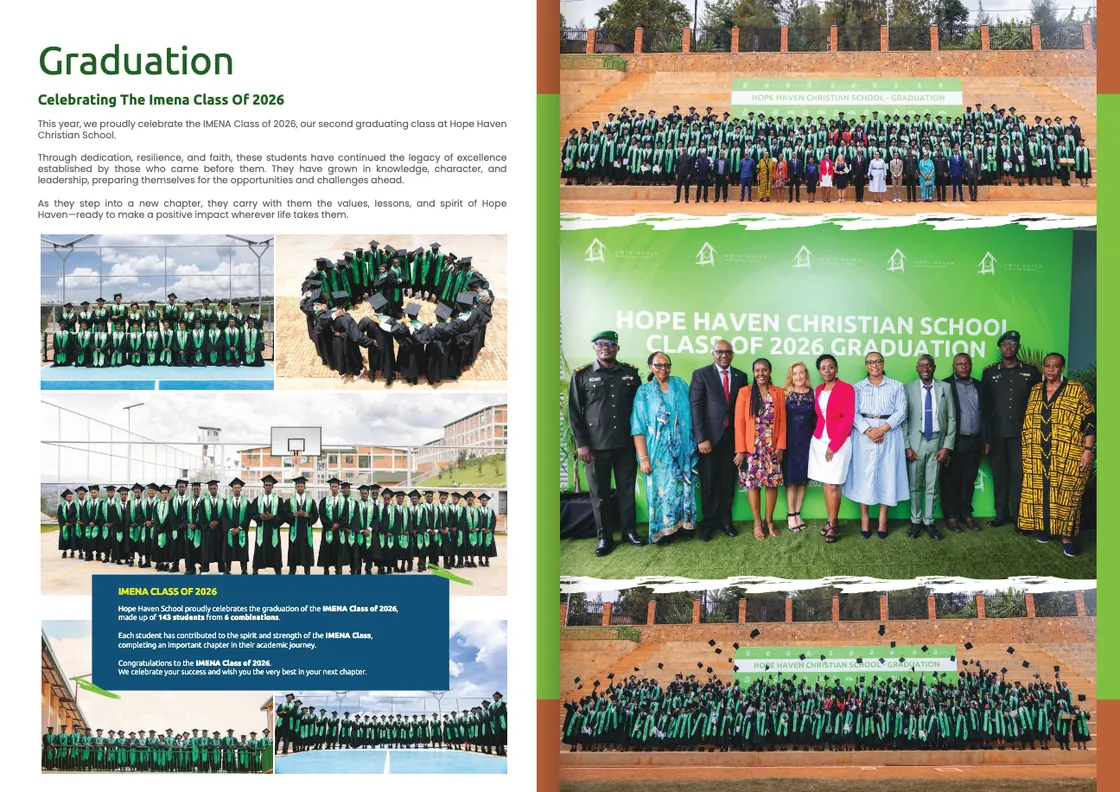 Graduation
Celebrating The Imena Class Of 2026
This year, we proudly celebrate the IMENA Class of 2026, our second graduating class at Hope Haven
Christian School.
Through dedication, resilience, and faith, these students have continued the legacy of excellence
established by those who came before them. They have grown in knowledge, character, and
leadership, preparing themselves for the opportunities and challenges ahead.
As they step into a new chapter, they carry with them the values, lessons, and spirit of Hope
Haven—ready to make a positive impact wherever life takes them.
IMENA CLASS OF 2026
Hope Haven School proudly celebrates the graduation of the IMENA Class of 2026,
made up of 143 students from 6 combinations.
Each student has contributed to the spirit and strength of the IMENA Class,
completing an important chapter in their academic journey.
Congratulations to the IMENA Class of 2026.
We celebrate your success and wish you the very best in your next chapter.
HOPE HAVEN CHRISTIAN SCHOOL - GRADUATION
HOPE HAVEN CHRISTIAN SCHOOL
CLASS OF 2026 GRADUATION
HOPE HAVEN CHRISTIAN SCHOOL - GRADUATION